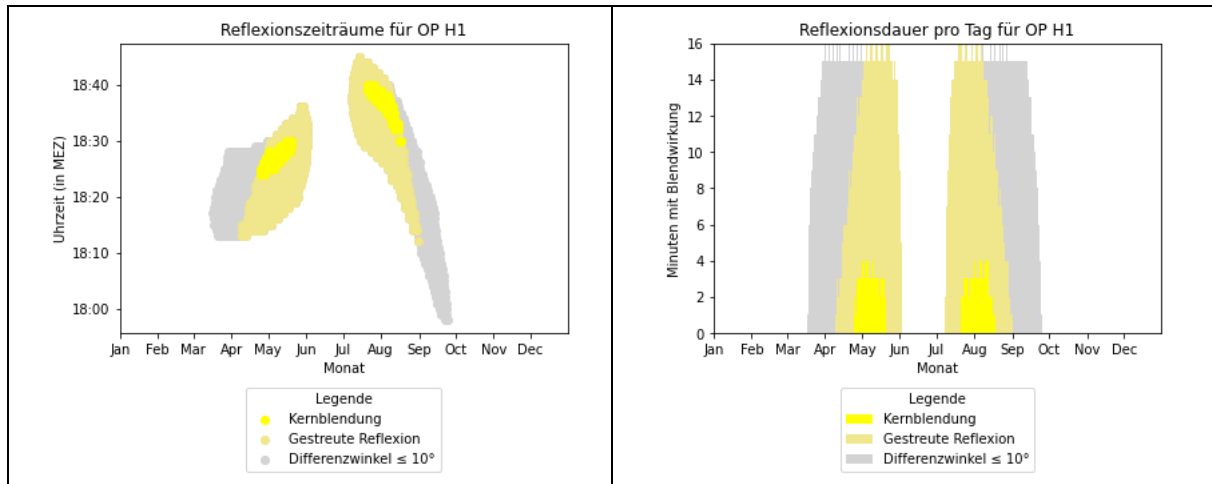 Reflexionszeiträume für OP H1
Uhrzeit (in MEZ)
18:40
18:30
18:20
18:10
18:00
Jan Feb Mar Apr May Jun Jul Aug Sep Oct Nov Dec
Monat
Legende
Kernblendung
Gestreute Reflexion
Differenzwinkel ≤ 10°
Reflexionsdauer pro Tag für OP H1
Minuten mit Blendwirkung
16
14
12
10
8
6
4
2
0
Jan Feb Mar Apr May Jun Jul Aug Sep Oct Nov Dec
Monat
Legende
Kernblendung
Gestreute Reflexion
Differenzwinkel ≤ 10°